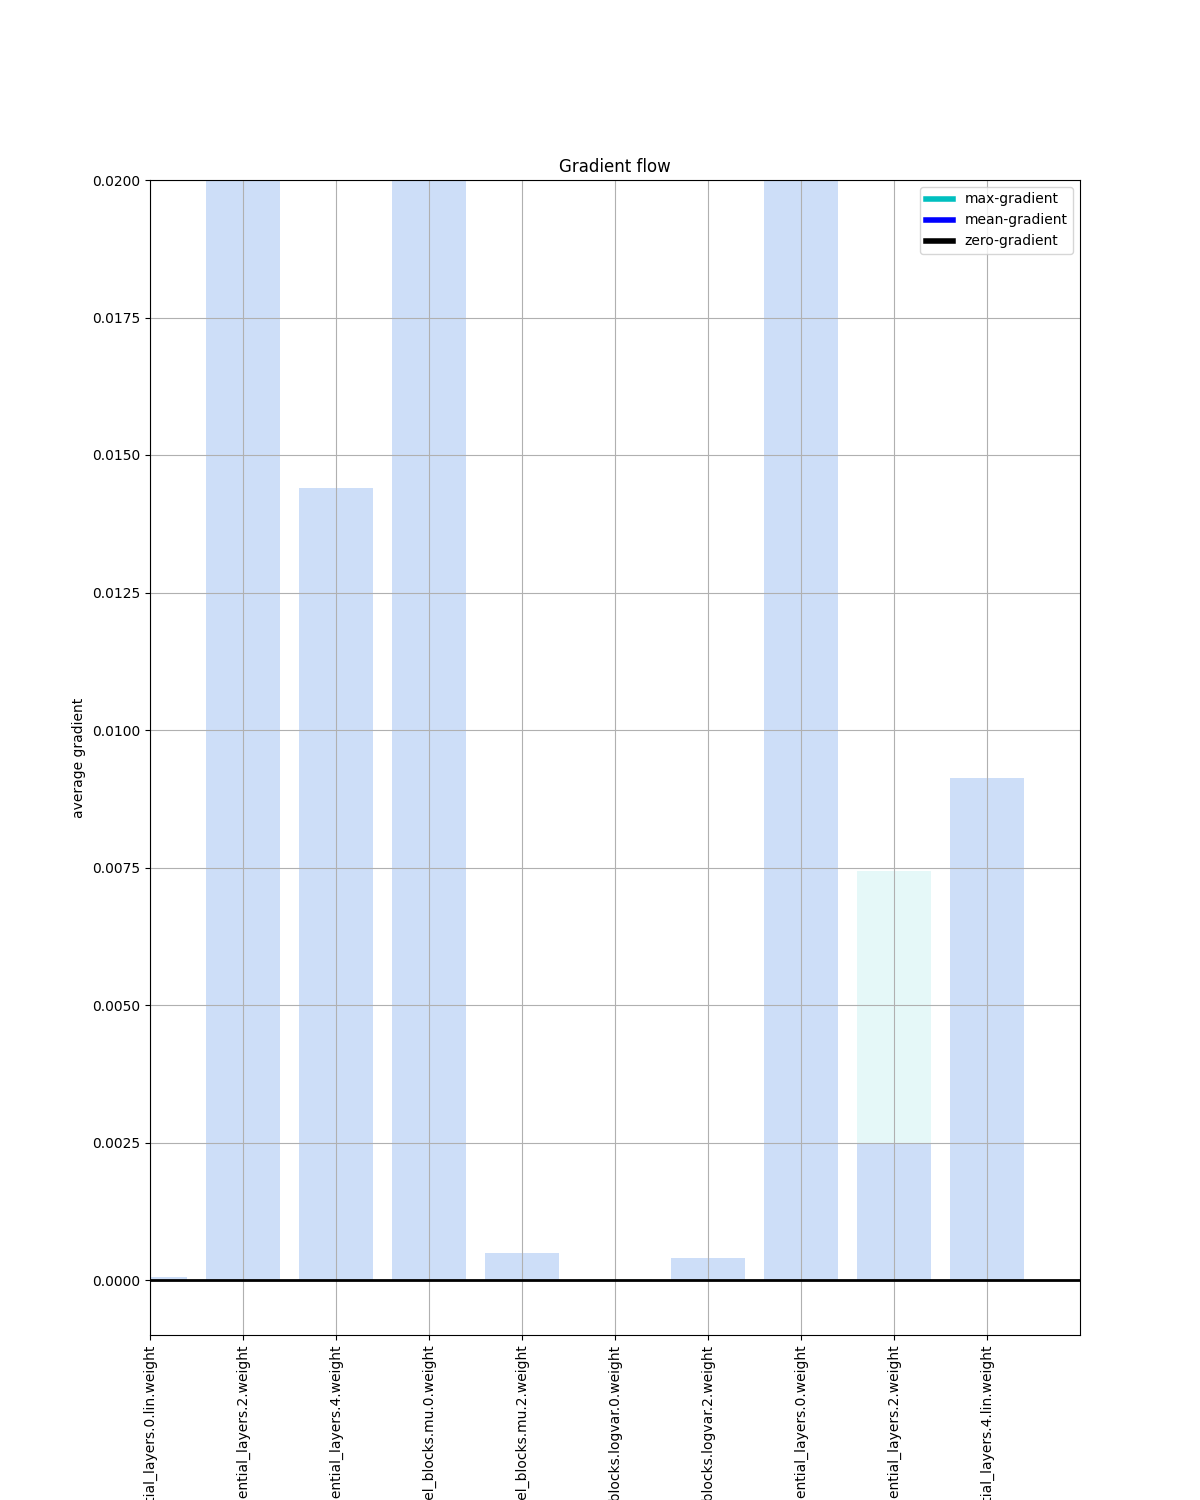 Gradient flow
max-gradient
mean-gradient
zero-gradient
average gradient
0.0200
0.0175
0.0150
0.0125
0.0100
0.0075
0.0050
0.0025
0.0000
tial_layers.0.lin.weight
ential_layers.2.weight
ential_layers.4.weight
el_blocks.mu.0.weight
el_blocks.mu.2.weight
blocks.logvar.0.weight
blocks.logvar.2.weight
ential_layers.0.weight
ential_layers.2.weight
tial_layers.4.lin.weight